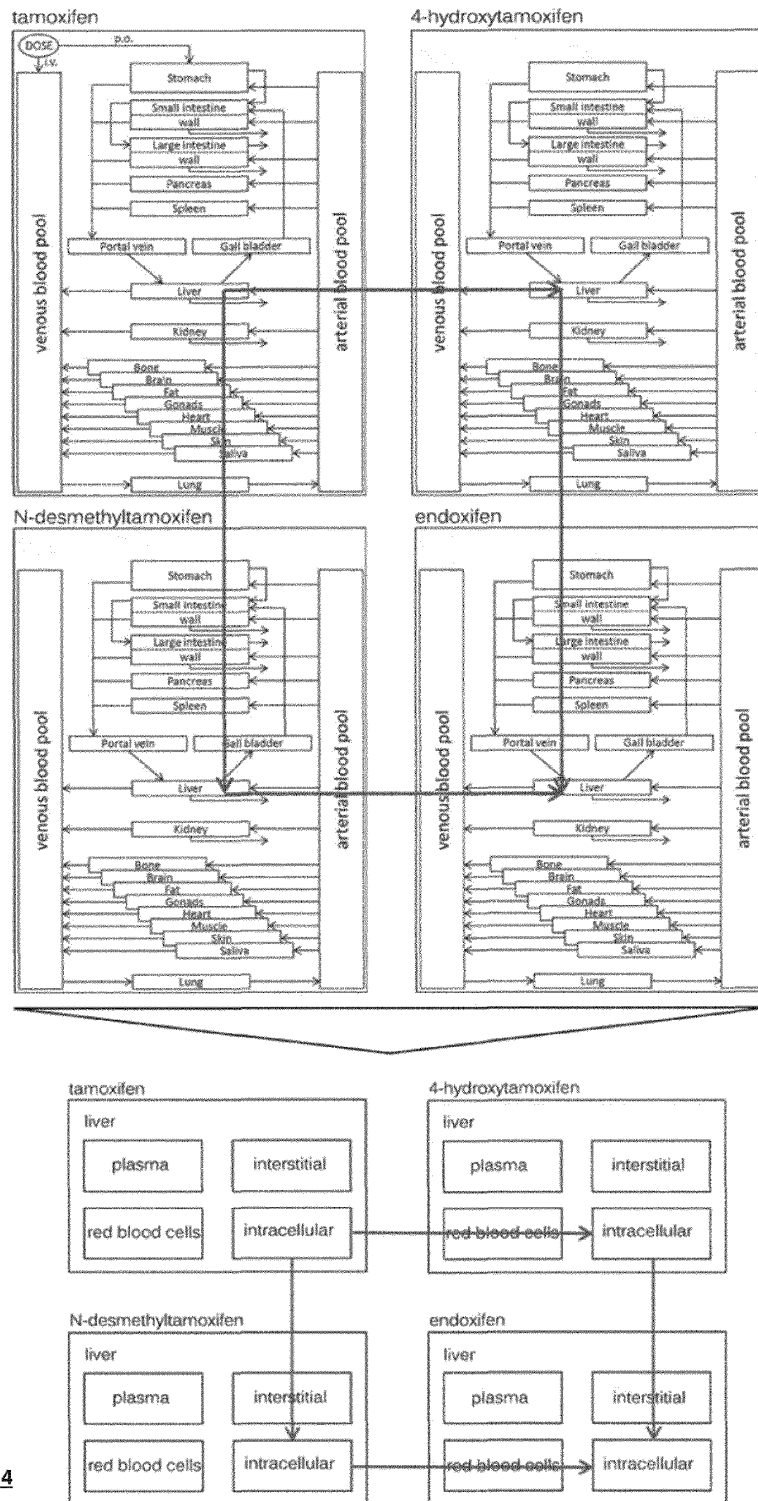 tamoxifen
4-hydroxytamoxifen
DOSE
p.o.
i.v.
Stomach
Small intestine
wall
Large intestine
wall
Pancreas
Spleen
Portal vein
Gall bladder
Liver
Kidney
Bone
Brain
Fat
Gonads
Heart
Muscle
Skin
Saliva
Lung
venous blood pool
arterial blood pool
Stomach
Small intestine
wall
Large intestine
wall
Pancreas
Spleen
Portal vein
Gall bladder
Liver
Kidney
Bone
Brain
Fat
Gonads
Heart
Muscle
Skin
Saliva
Lung
venous blood pool
arterial blood pool
N-desmethyltamoxifen
endoxifen
Stomach
Small intestine
wall
Large intestine
wall
Pancreas
Spleen
Portal vein
Gall bladder
Liver
Kidney
Bone
Brain
Fat
Gonads
Heart
Muscle
Skin
Saliva
Lung
venous blood pool
arterial blood pool
Stomach
Small intestine
wall
Large intestine
wall
Pancreas
Spleen
Portal vein
Gall bladder
Liver
Kidney
Bone
Brain
Fat
Gonads
Heart
Muscle
Skin
Saliva
Lung
venous blood pool
arterial blood pool
tamoxifen
4-hydroxytamoxifen
liver
liver
plasma
interstitial
plasma
interstitial
red blood cells
intracellular
red blood cells
intracellular
N-desmethyltamoxifen
endoxifen
liver
liver
plasma
interstitial
plasma
interstitial
red blood cells
intracellular
red blood cells
intracellular
4